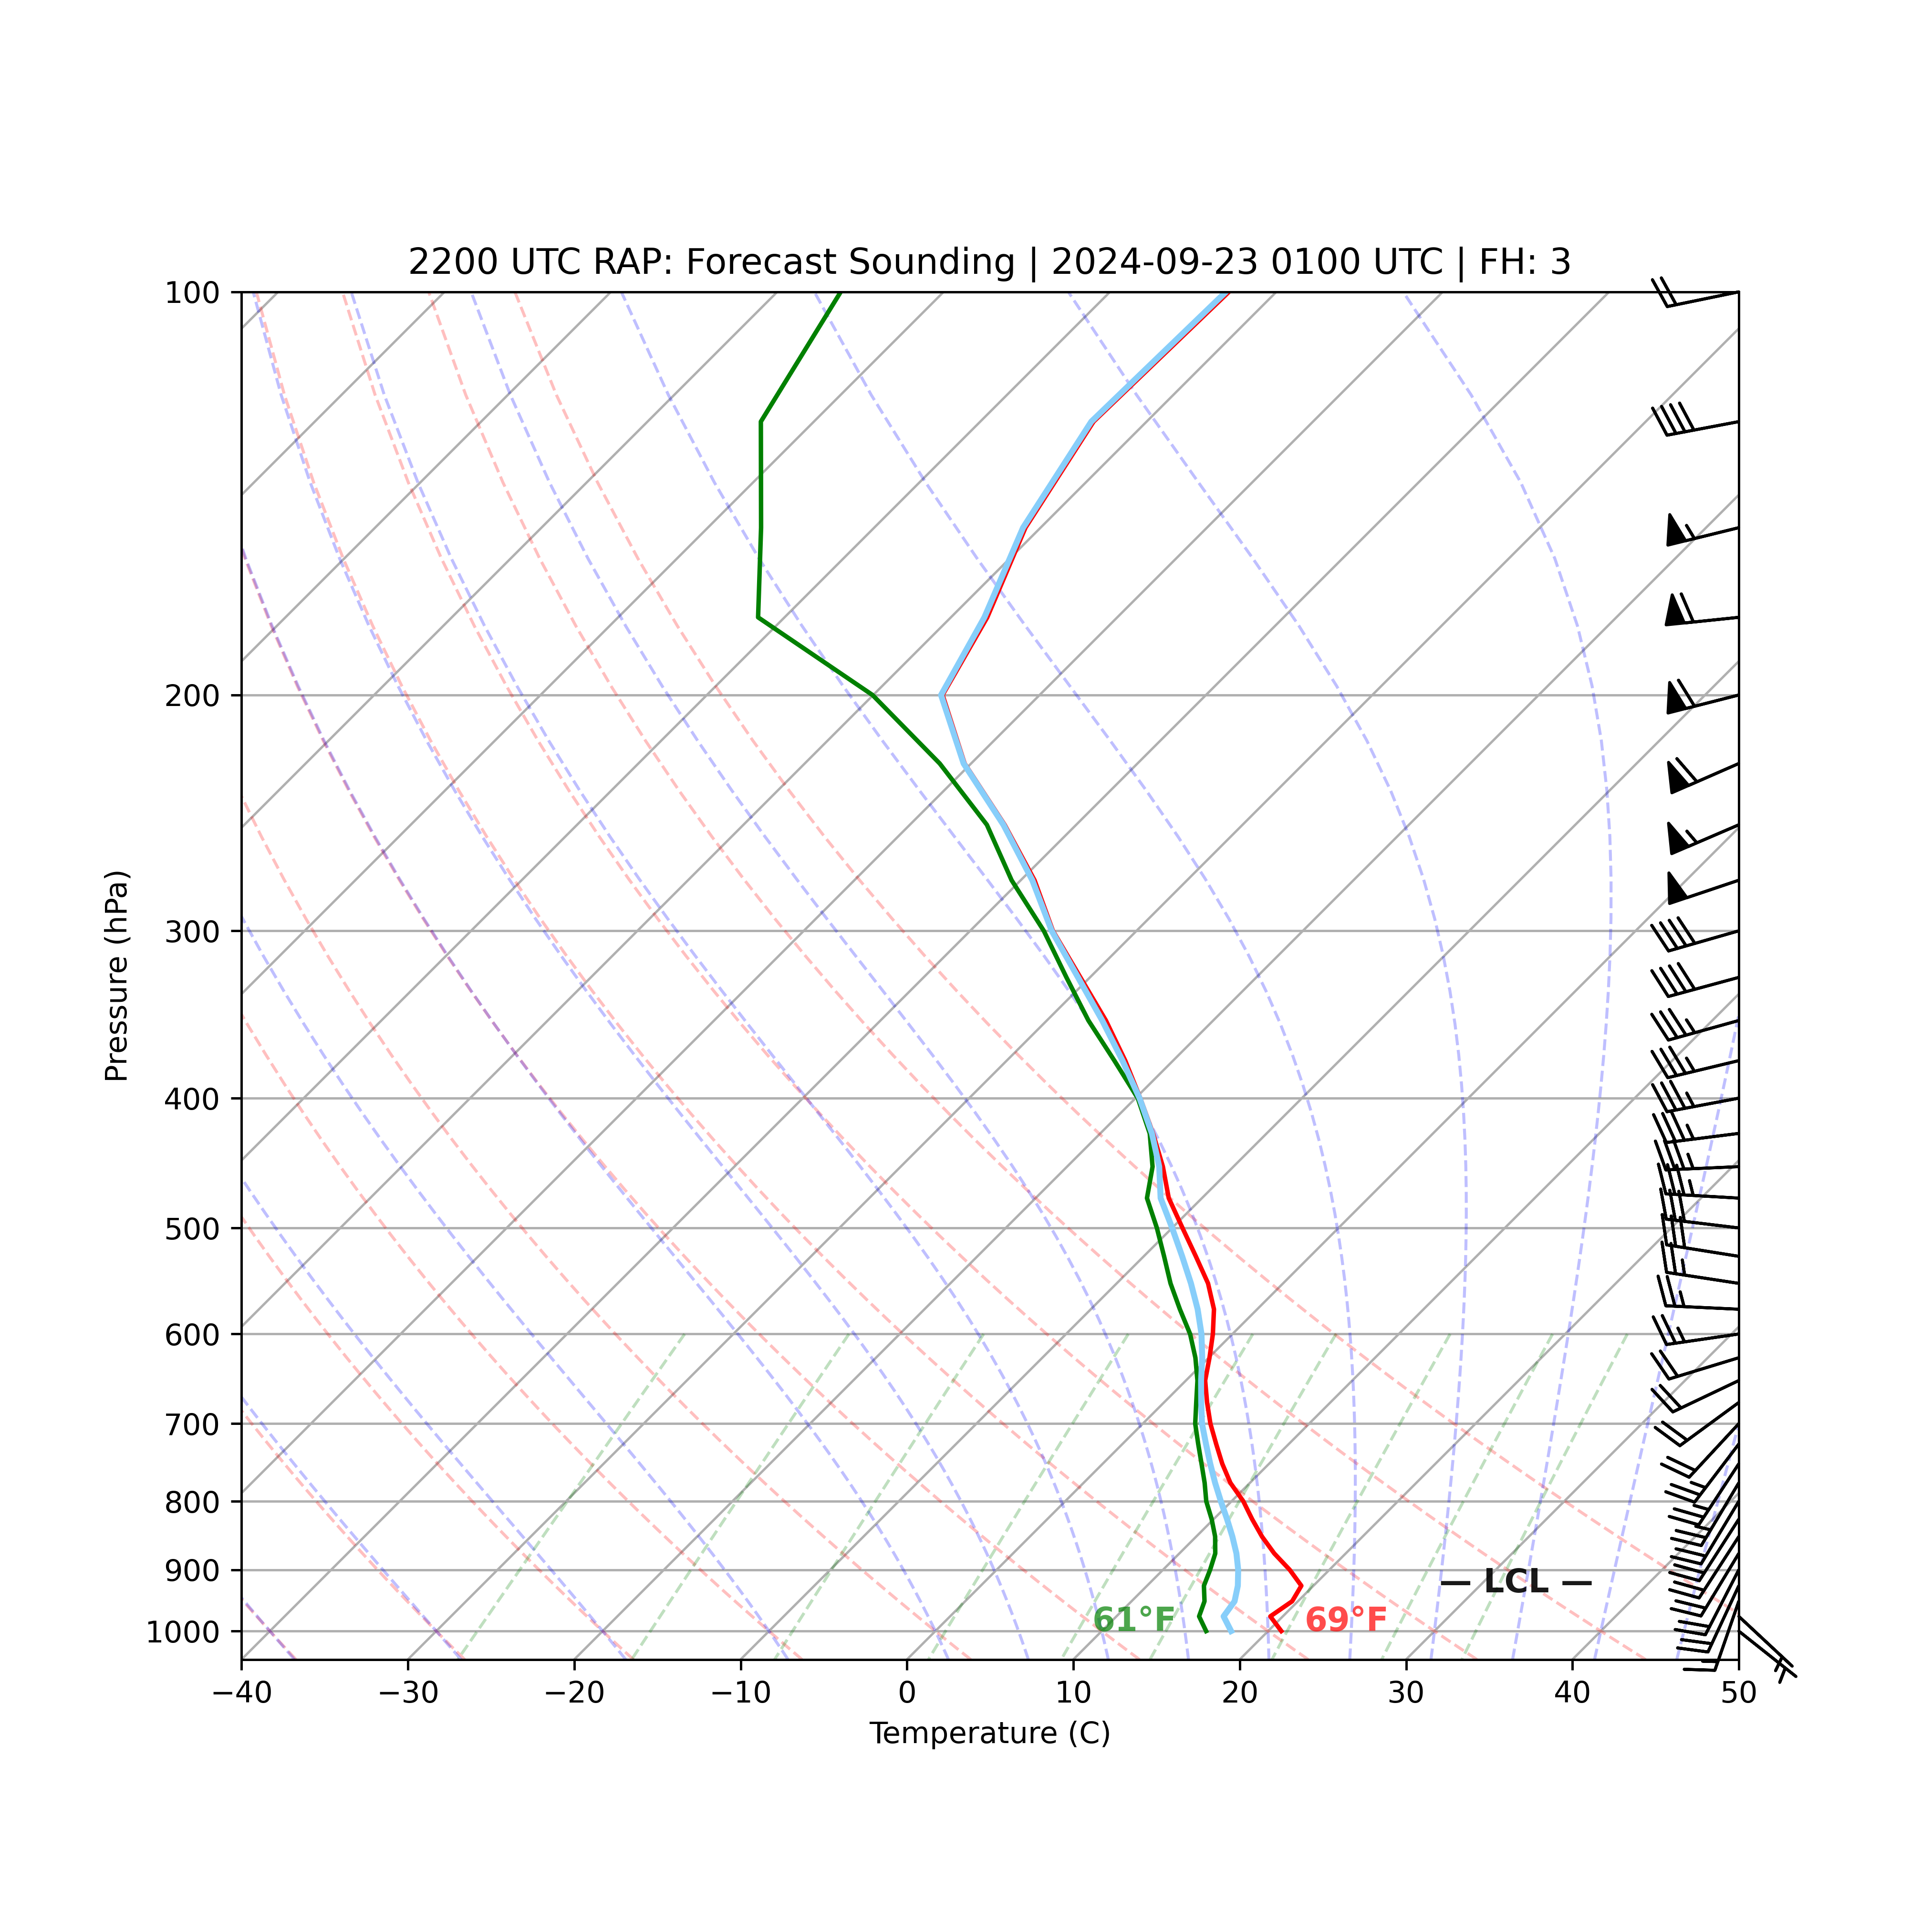 2200 UTC RAP: Forecast Sounding | 2024-09-23 0100 UTC | FH: 3
100
200
300
400
500
600
700
800
900
1000
Pressure (hPa)
— LCL —
61°F
69°F
−40 −30 −20 −10 0 10 20 30 40 50
Temperature (C)